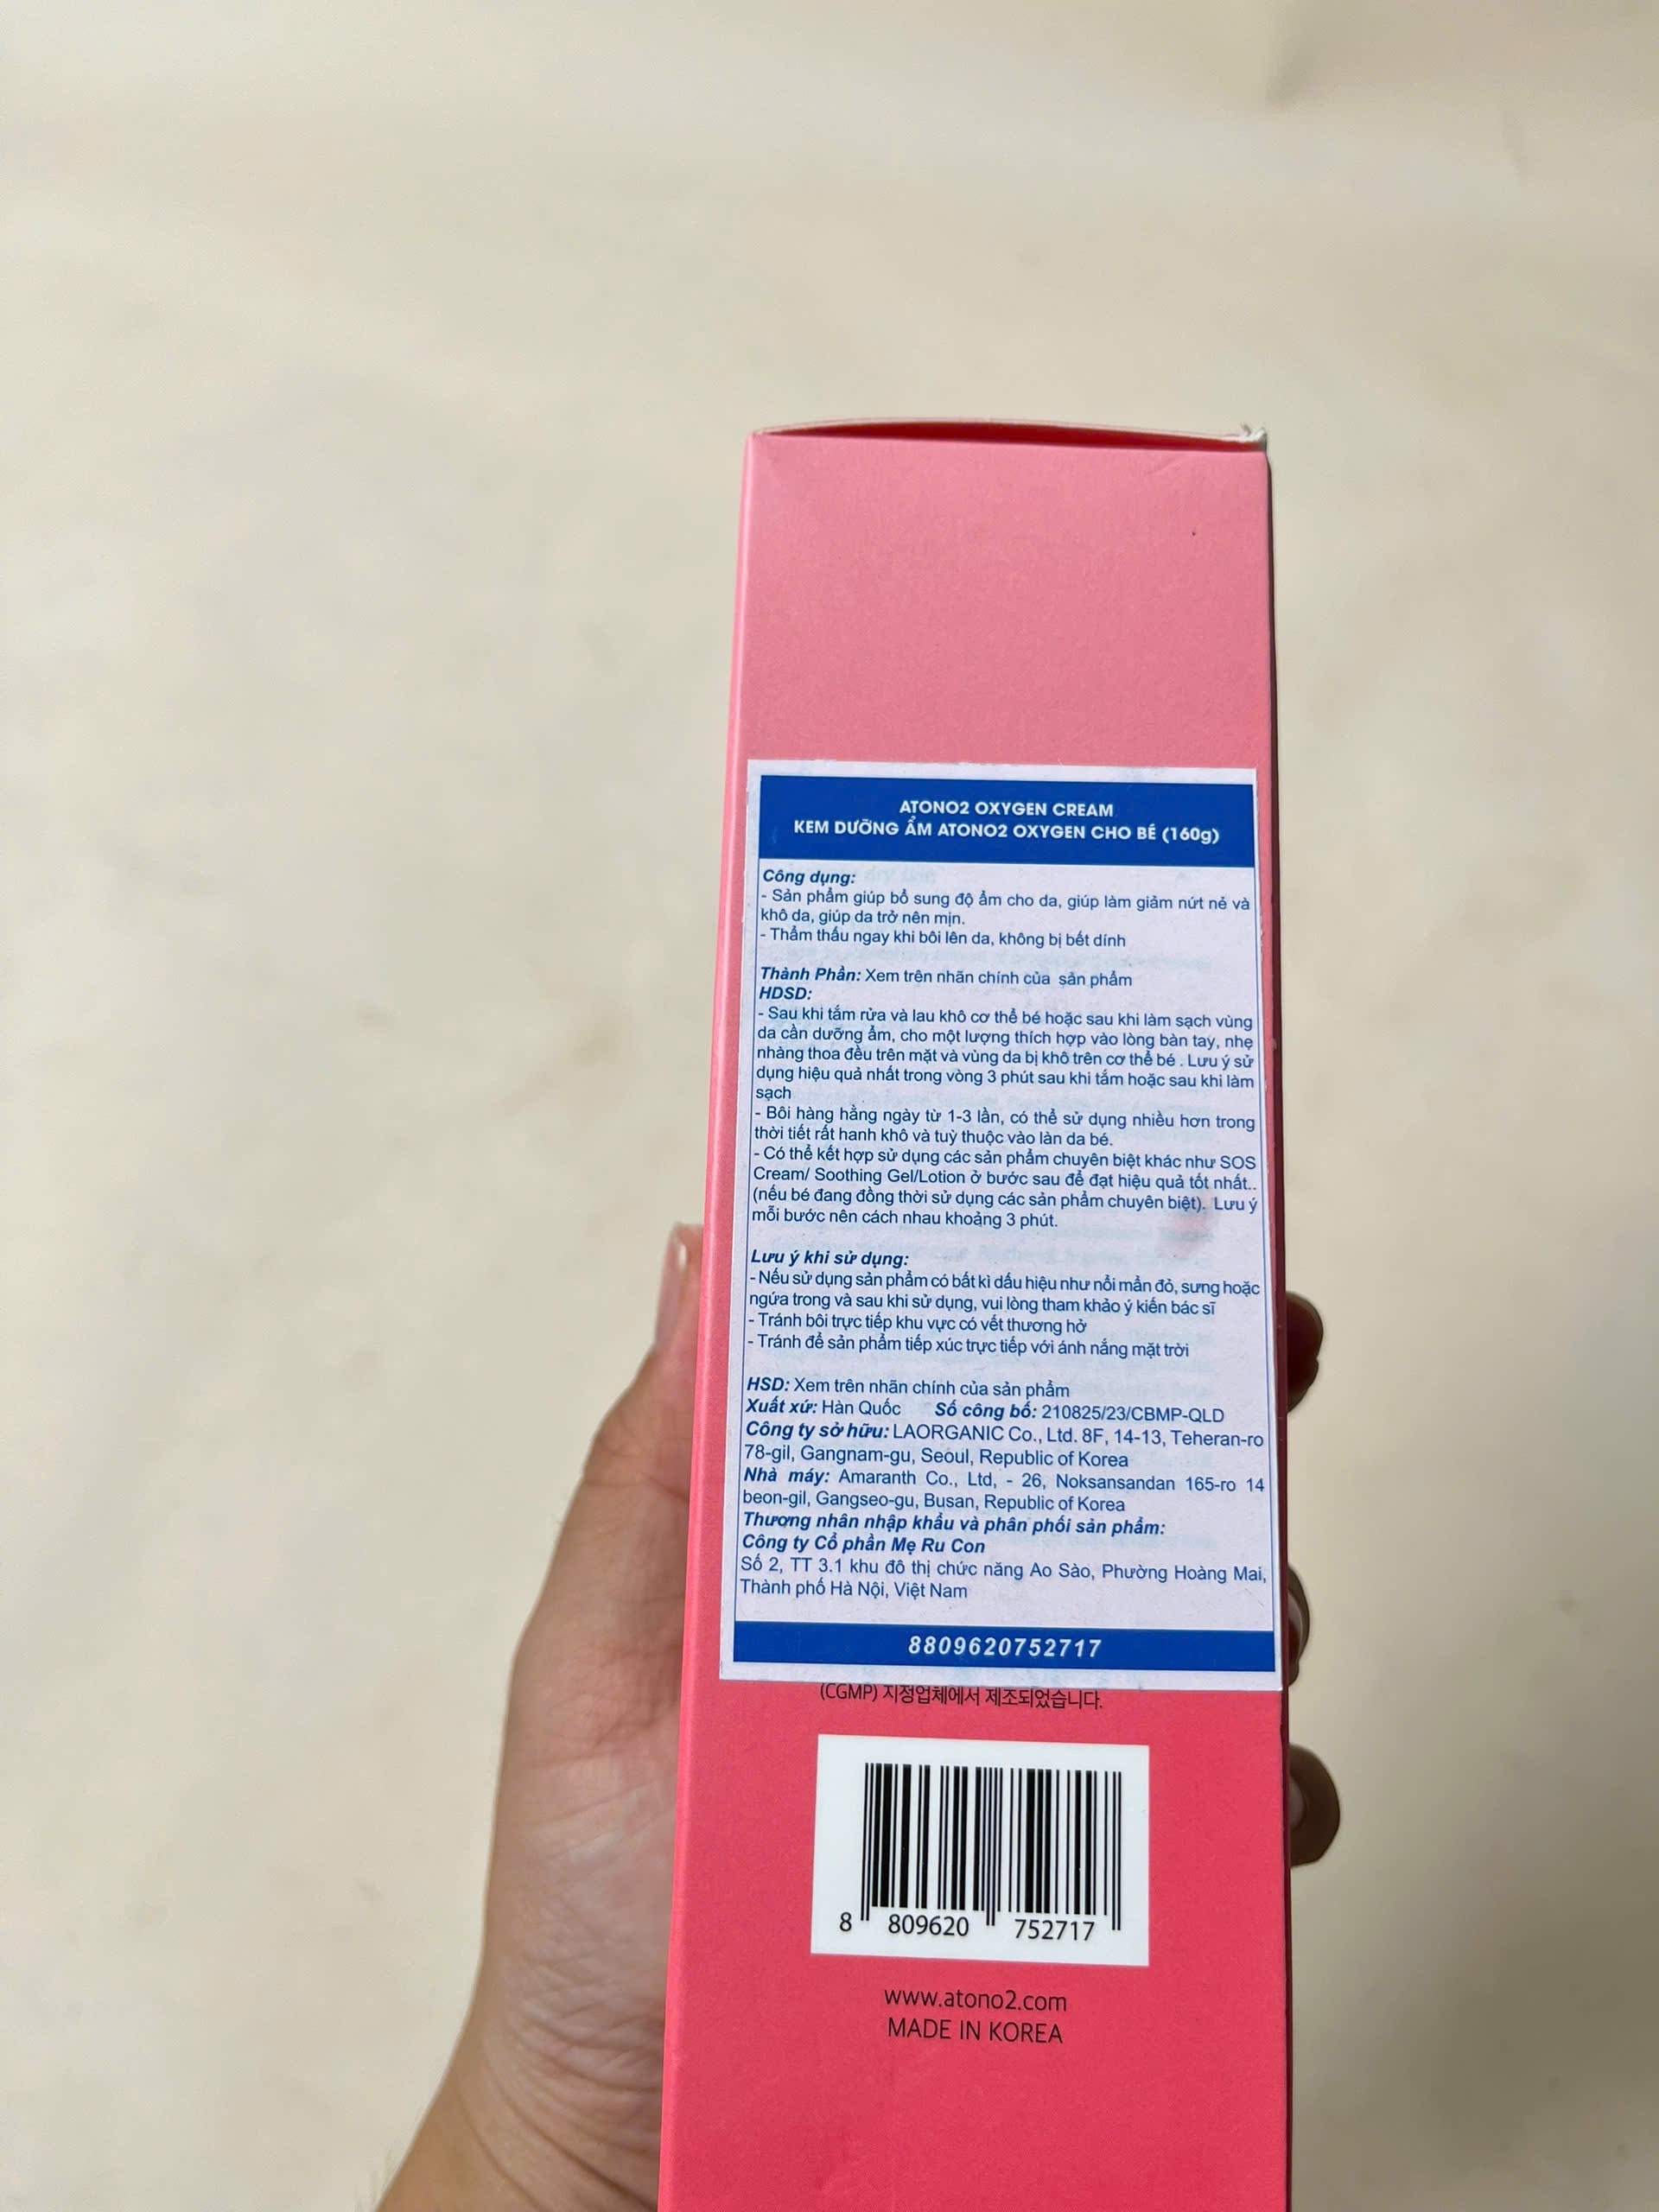 ATONO2 OXYGEN CREAM
KEM DƯỠNG ẨM ATONO2 OXYGEN CHO BÉ (160g)
Công dụng:
- Sản phẩm giúp bổ sung độ ẩm cho da, giúp làm giảm nứt nẻ và
khô da, giúp da trở nên mịn.
- Thẩm thấu ngay khi bôi lên da, không bị bết dính
Thành Phần: Xem trên nhãn chính của sản phẩm
HDSD:
- Sau khi tắm rửa và lau khô cơ thể bé hoặc sau khi làm sạch vùng
da cần dưỡng ẩm, cho một lượng thích hợp vào lòng bàn tay, nhẹ
nhàng thoa đều trên mặt và vùng da bị khô trên cơ thể bé . Lưu ý sử
dụng hiệu quả nhất trong vòng 3 phút sau khi tắm hoặc sau khi làm
sạch
- Bôi hàng hằng ngày từ 1-3 lần, có thể sử dụng nhiều hơn trong
thời tiết rất hanh khô và tuỳ thuộc vào làn da bé.
- Có thể kết hợp sử dụng các sản phẩm chuyên biệt khác như SOS
Cream/ Soothing Gel/Lotion ở bước sau để đạt hiệu quả tốt nhất..
(nếu bé đang đồng thời sử dụng các sản phẩm chuyên biệt). Lưu ý
mỗi bước nên cách nhau khoảng 3 phút.
Lưu ý khi sử dụng:
- Nếu sử dụng sản phẩm có bất kì dấu hiệu như nổi mẩn đỏ, sưng hoặc
ngứa trong và sau khi sử dụng, vui lòng tham khảo ý kiến bác sĩ
- Tránh bôi trực tiếp khu vực có vết thương hở
- Tránh để sản phẩm tiếp xúc trực tiếp với ánh nắng mặt trời
HSD: Xem trên nhãn chính của sản phẩm
Xuất xứ: Hàn Quốc Số công bố: 210825/23/CBMP-QLD
Công ty sở hữu: LAORGANIC Co., Ltd. 8F, 14-13, Teheran-ro
78-gil, Gangnam-gu, Seoul, Republic of Korea
Nhà máy: Amaranth Co., Ltd, - 26, Noksansandan 165-ro 14
beon-gil, Gangseo-gu, Busan, Republic of Korea
Thương nhân nhập khẩu và phân phối sản phẩm:
Công ty Cổ phần Mẹ Ru Con
Số 2, TT 3.1 khu đô thị chức năng Ao Sào, Phường Hoàng Mai,
Thành phố Hà Nội, Việt Nam
8809620752717
(CGMP) 지정업체에서 제조되었습니다.
8 809620 752717
www.atono2.com
MADE IN KOREA